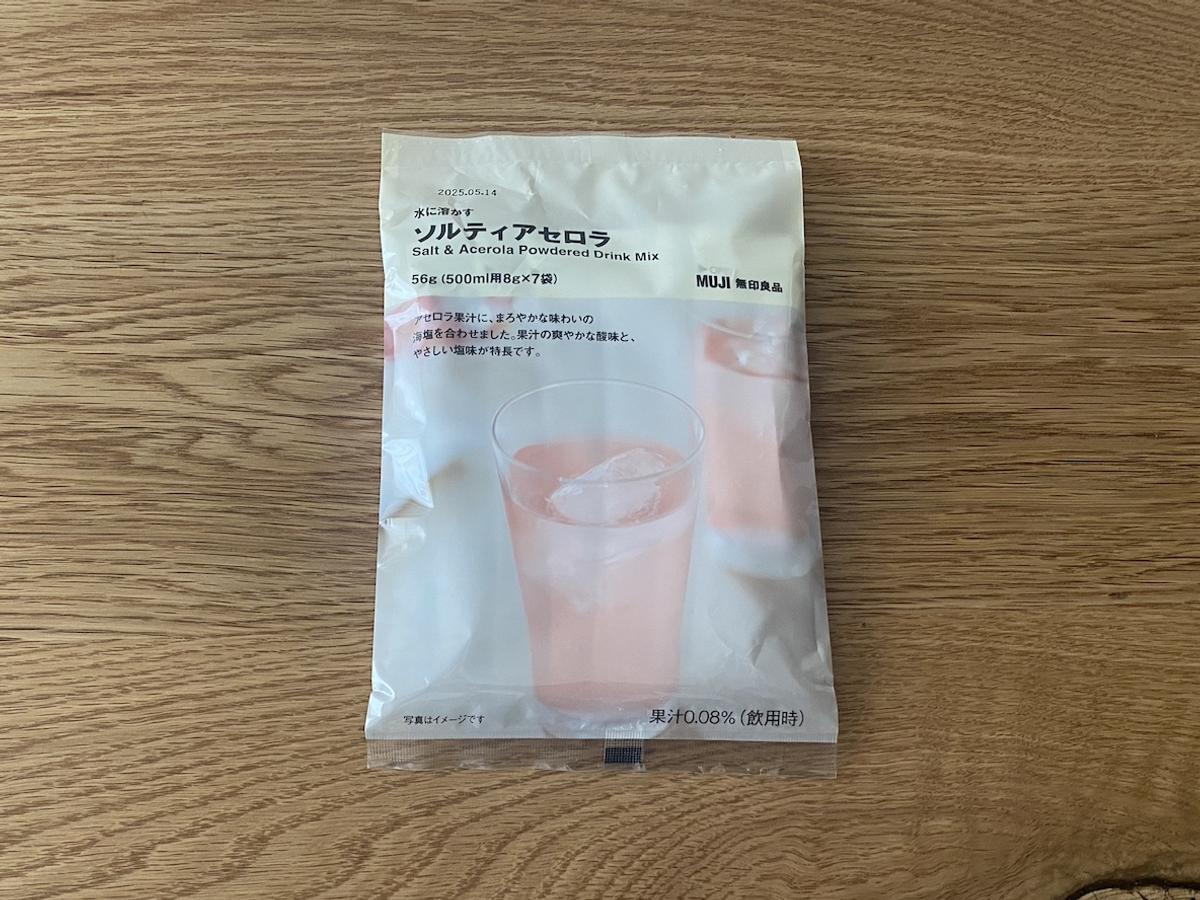 2025.05.14
水に溶かす
ソルティアセロラ
Salt & Acerola Powdered Drink Mix
56g（500ml用8g×7袋）
MUJI 無印良品
アセロラ果汁に、まろやかな味わいの
海塩を合わせました。果汁の爽やかな酸味と、
やさしい塩味が特長です。
写真はイメージです
果汁0.08％（飲用時）